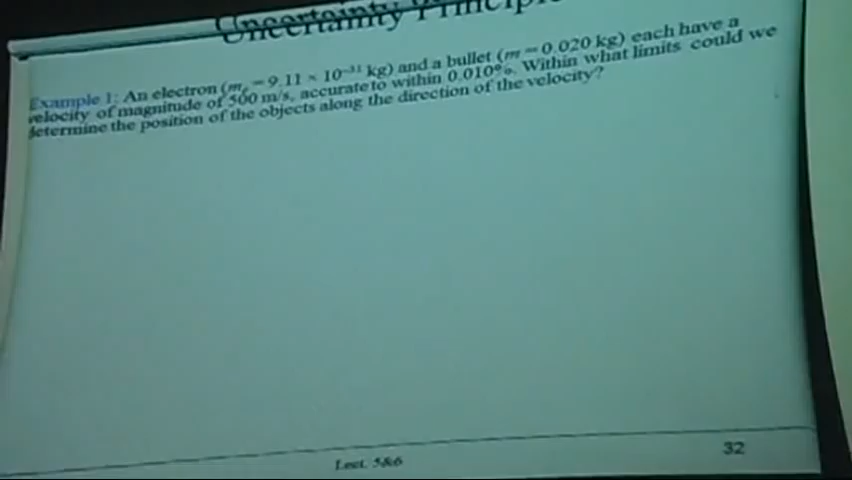 Uncertainty Principle
Example 1: An electron (mₑ = 9.11 × 10⁻³¹ kg) and a bullet (m = 0.020 kg) each have a
velocity of magnitude of 500 m/s, accurate to within 0.010%. Within what limits could we
determine the position of the objects along the direction of the velocity?
Lect. 5&6
32